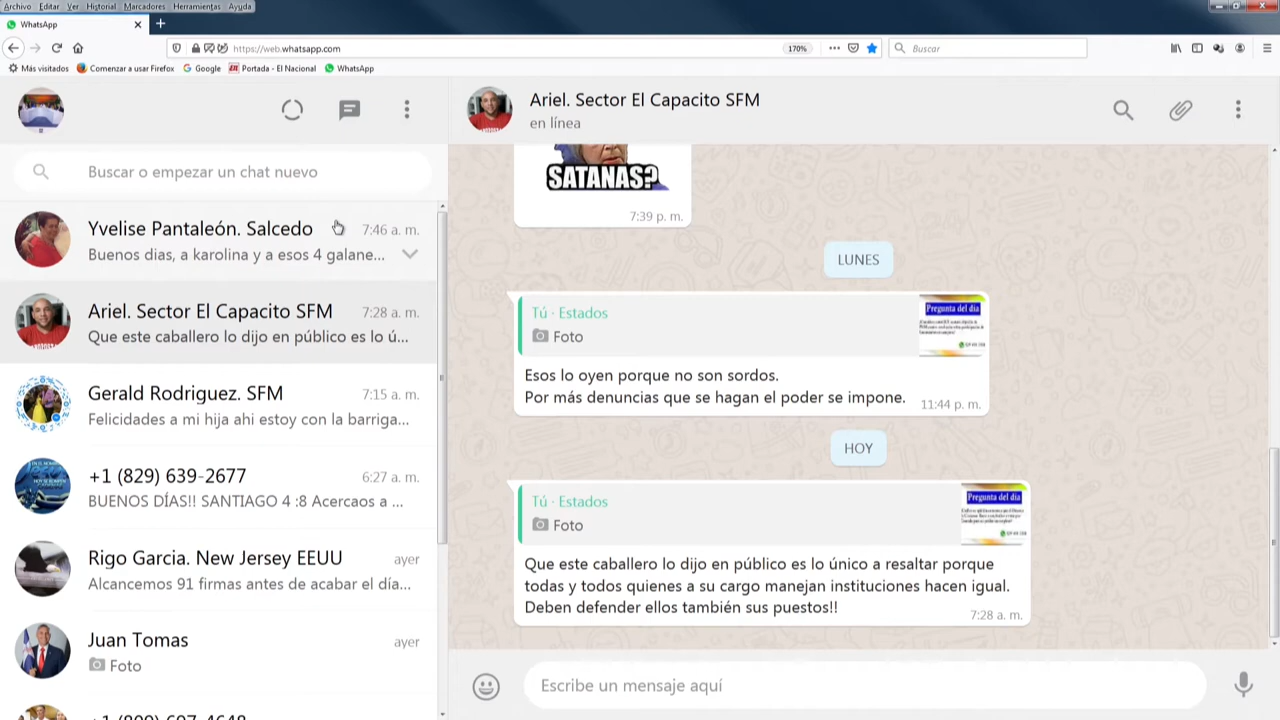 Archivo Editar Ver Historial Marcadores Herramientas Ayuda
WhatsApp
https://web.whatsapp.com
170%
Buscar
Más visitados
Comenzar a usar Firefox
Google
Portada - El Nacional
WhatsApp
Ariel. Sector El Capacito SFM
en línea
Buscar o empezar un chat nuevo
Yvelise Pantaleón. Salcedo
7:46 a. m.
Buenos dias, a karolina y a esos 4 galane...
Ariel. Sector El Capacito SFM
7:28 a. m.
Que este caballero lo dijo en público es lo ú...
Gerald Rodriguez. SFM
7:15 a. m.
Felicidades a mi hija ahi estoy con la barriga...
+1 (829) 639-2677
6:27 a. m.
BUENOS DÍAS!! SANTIAGO 4 :8 Acercaos a ...
Rigo Garcia. New Jersey EEUU
ayer
Alcancemos 91 firmas antes de acabar el día...
Juan Tomas
ayer
Foto
SATANAS?
7:39 p. m.
LUNES
Tú · Estados
Foto
Pregunta del día
Esos lo oyen porque no son sordos.
Por más denuncias que se hagan el poder se impone.
11:44 p. m.
HOY
Tú · Estados
Foto
Pregunta del día
Que este caballero lo dijo en público es lo único a resaltar porque
todas y todos quienes a su cargo manejan instituciones hacen igual.
Deben defender ellos también sus puestos!!
7:28 a. m.
Escribe un mensaje aquí